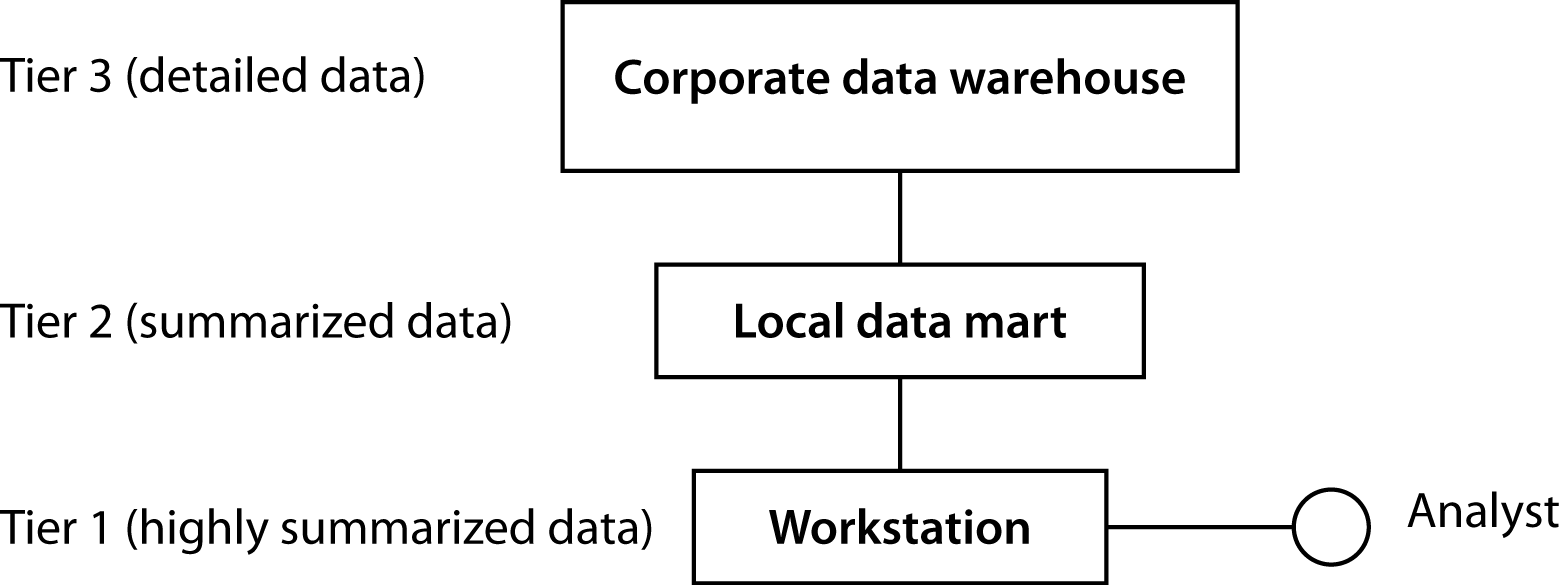 Tier 3 (detailed data)
Corporate data warehouse
Tier 2 (summarized data)
Local data mart
Tier 1 (highly summarized data)
Workstation
Analyst